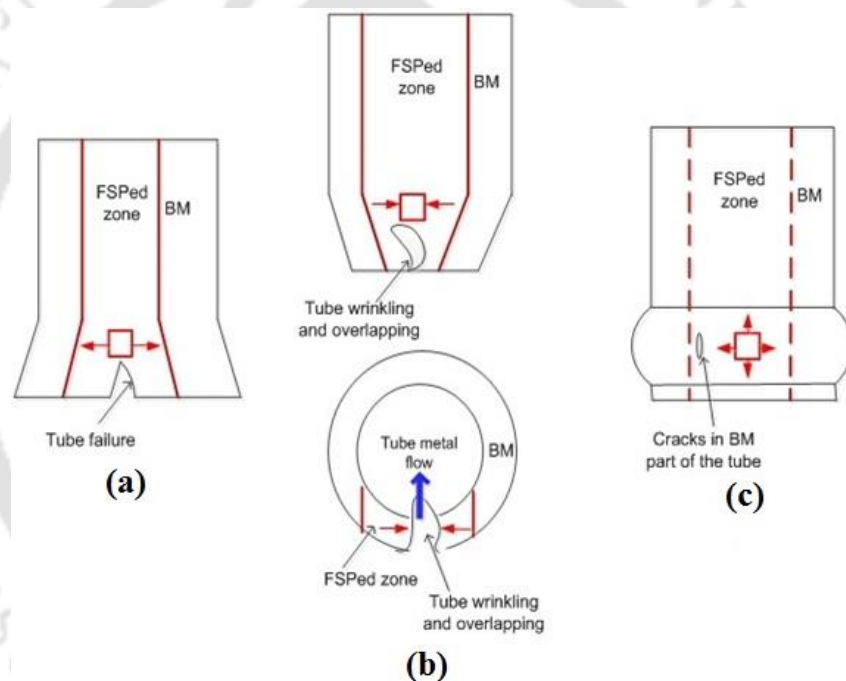 FSPed
zone
BM
Tube failure
(a)
FSPed
zone
BM
Tube wrinkling
and overlapping
Tube metal
flow
BM
FSPed zone
Tube wrinkling
and overlapping
(b)
FSPed
zone
BM
Cracks in BM
part of the tube
(c)